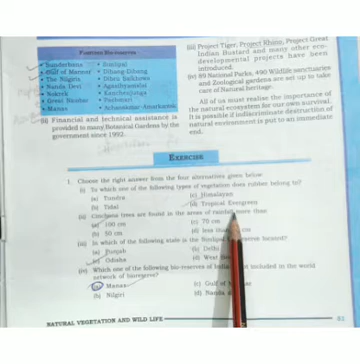 Fourteen Bio-reserves
• Sunderbans • Simlipal
• Gulf of Mannar • Dihang-Dibang
• The Nilgiris • Dibru Saikhowa
• Nanda Devi • Agasthyamalai
• Nokrek • Kanchenjunga
• Great Nicobar • Pachmari
• Manas • Achanakmar-Amarkantak
(ii) Financial and technical assistance is
provided to many Botanical Gardens by the
government since 1992.
(iii) Project Tiger, Project Rhino, Project Great
Indian Bustard and many other eco-
developmental projects have been
introduced.
(iv) 89 National Parks, 490 Wildlife sanctuaries
and Zoological gardens are set up to take
care of Natural heritage.
All of us must realise the importance of
the natural ecosystem for our own survival.
It is possible if indiscriminate destruction of
natural environment is put to an immediate
end.
EXERCISE
1. Choose the right answer from the four alternatives given below
(i) To which one of the following types of vegetation does rubber belong to?
(a) Tundra (c) Himalayan
(b) Tidal (d) Tropical Evergreen
(ii) Cinchona trees are found in the areas of rainfall more than
(a) 100 cm (c) 70 cm
(b) 50 cm (d) less than cm
(iii) In which of the following state is the Simlipal reserve located?
(a) Punjab (b) Delhi
(c) Odisha (d) West
(iv) Which one of the following bio-reserves of India is not included in the world
network of bioreserve?
(a) Manas (c) Gulf of
(b) Nilgiri (d) Nanda
NATURAL VEGETATION AND WILD LIFE
51